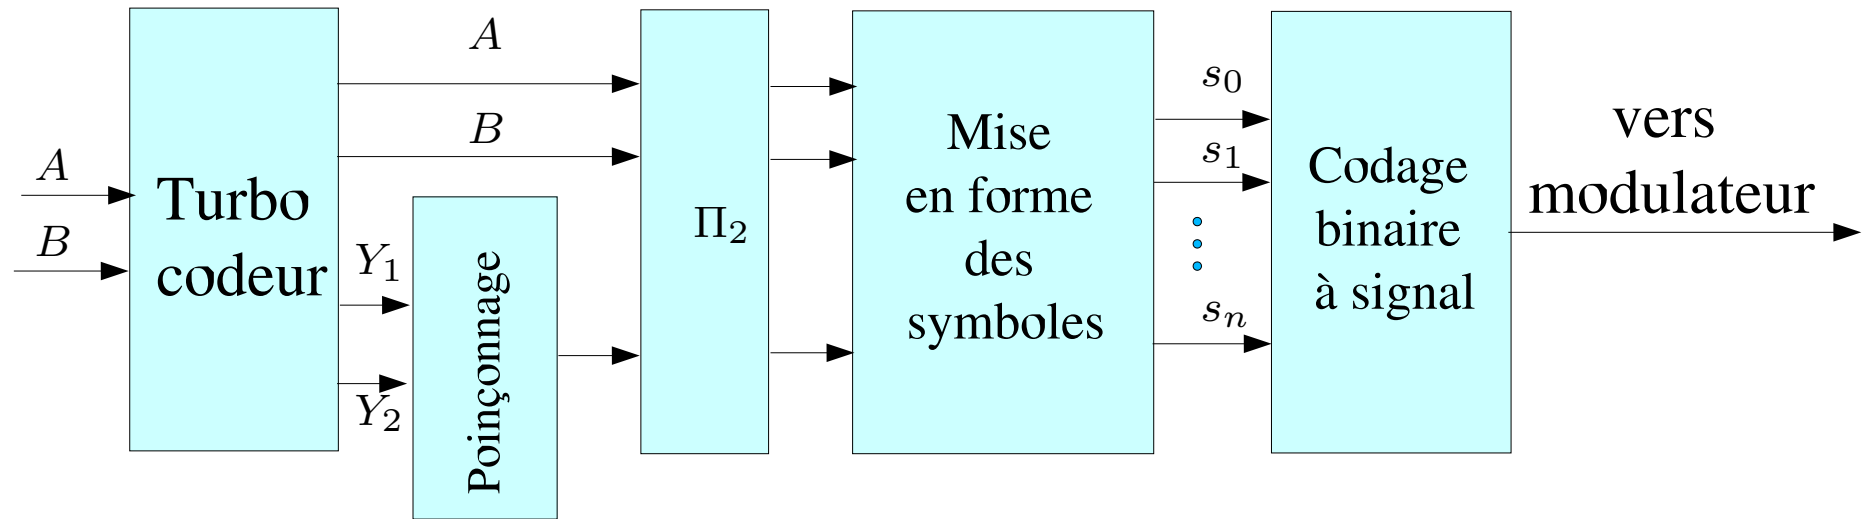 A
B
Turbo
codeur
A
B
Y₁
Y₂
Poinçonnage
Π₂
Mise
en forme
des
symboles
s₀
s₁
sₙ
Codage
binaire
à signal
vers
modulateur